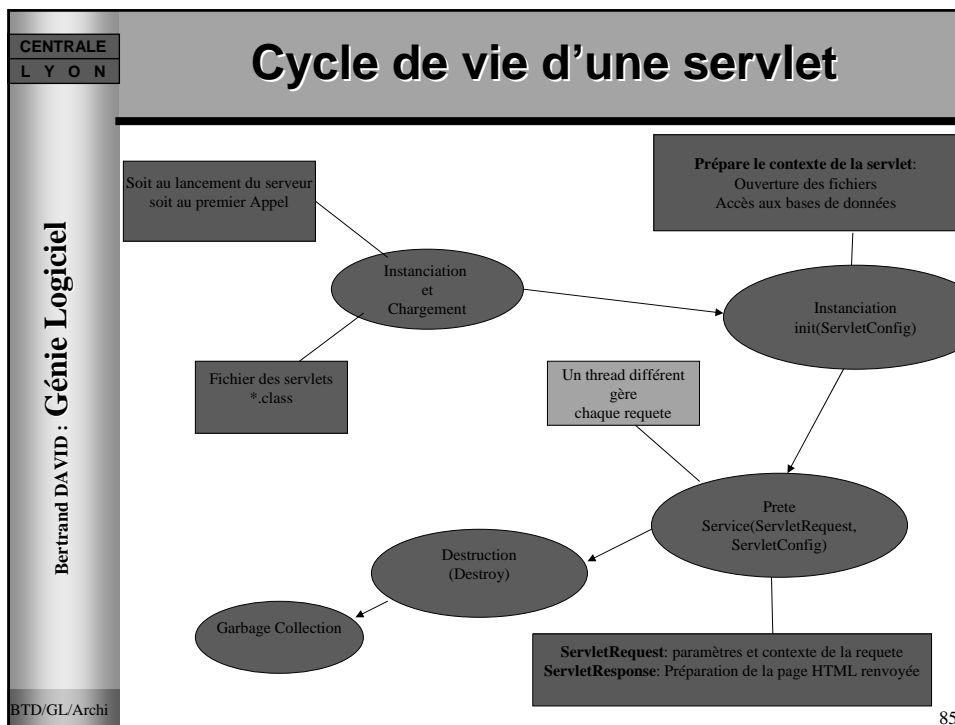 CENTRALE
L Y O N
Cycle de vie d'une servlet
Bertrand DAVID : Génie Logiciel
Soit au lancement du serveur
soit au premier Appel
Prépare le contexte de la servlet:
Ouverture des fichiers
Accès aux bases de données
Instanciation
et
Chargement
Instanciation
init(ServletConfig)
Fichier des servlets
*.class
Un thread différent
gère
chaque requete
Prete
Service(ServletRequest,
ServletConfig)
Destruction
(Destroy)
Garbage Collection
ServletRequest: paramètres et contexte de la requete
ServletResponse: Préparation de la page HTML renvoyée
BTD/GL/Archi
85